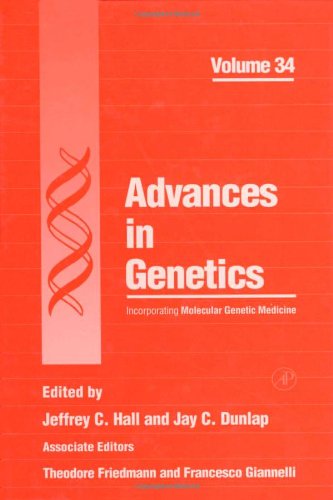 Volume 34
Advances
in
Genetics
Incorporating Molecular Genetic Medicine
Edited by
Jeffrey C. Hall and Jay C. Dunlap
Associate Editors
Theodore Friedmann and Francesco Giannelli
AP